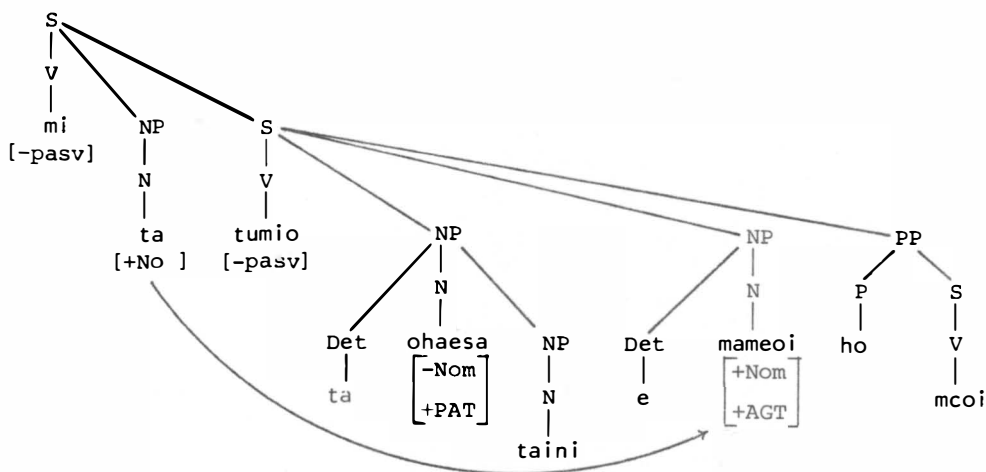 S
V
mi NP S
[-pasv]
N V
ta tumio NP NP PP
[+No ] [-pasv]
N N P S
Det ohaesa NP Det mameoi ho V
-Nom +Nom
ta N e mcoi
+PAT +AGT
taini